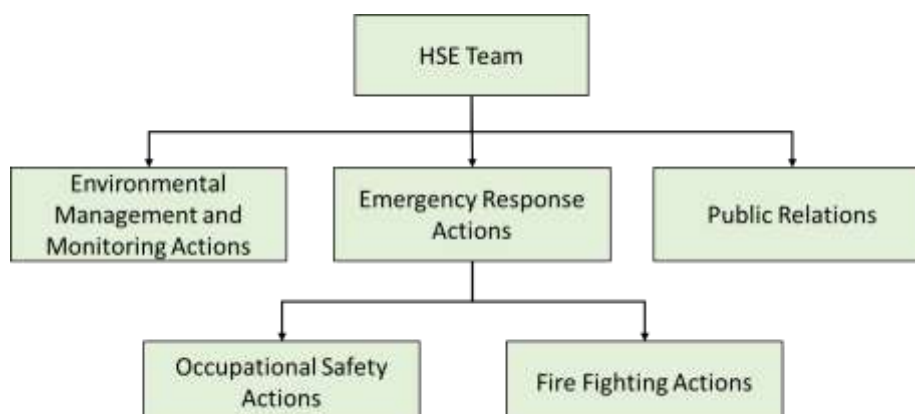 HSE Team
Environmental
Management and
Monitoring Actions
Emergency Response
Actions
Public Relations
Occupational Safety
Actions
Fire Fighting Actions